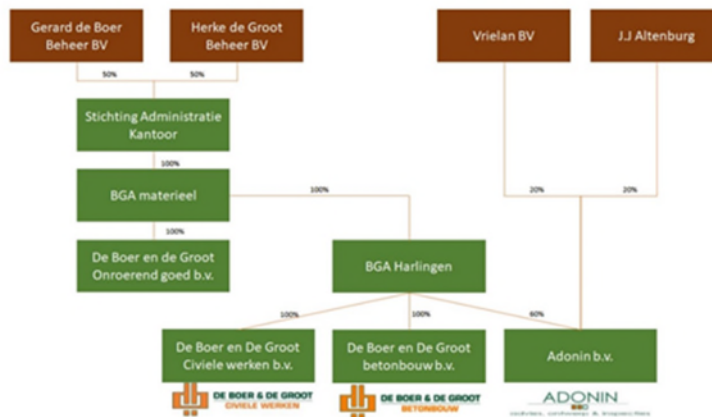 Gerard de Boer
Beheer BV
Herke de Groot
Beheer BV
Vrielan BV
J.J Altenburg
50%
50%
Stichting Administratie
Kantoor
100%
BGA materieel
100%
20%
20%
100%
De Boer en de Groot
Onroerend goed b.v.
BGA Harlingen
100%
100%
60%
De Boer en De Groot
Civiele werken b.v.
De Boer en De Groot
betonbouw b.v.
Adonin b.v.
DE BOER & DE GROOT
CIVIELE WERKEN
DE BOER & DE GROOT
BETONBOUW
ADONIN
advies, ontwerp & inspecties